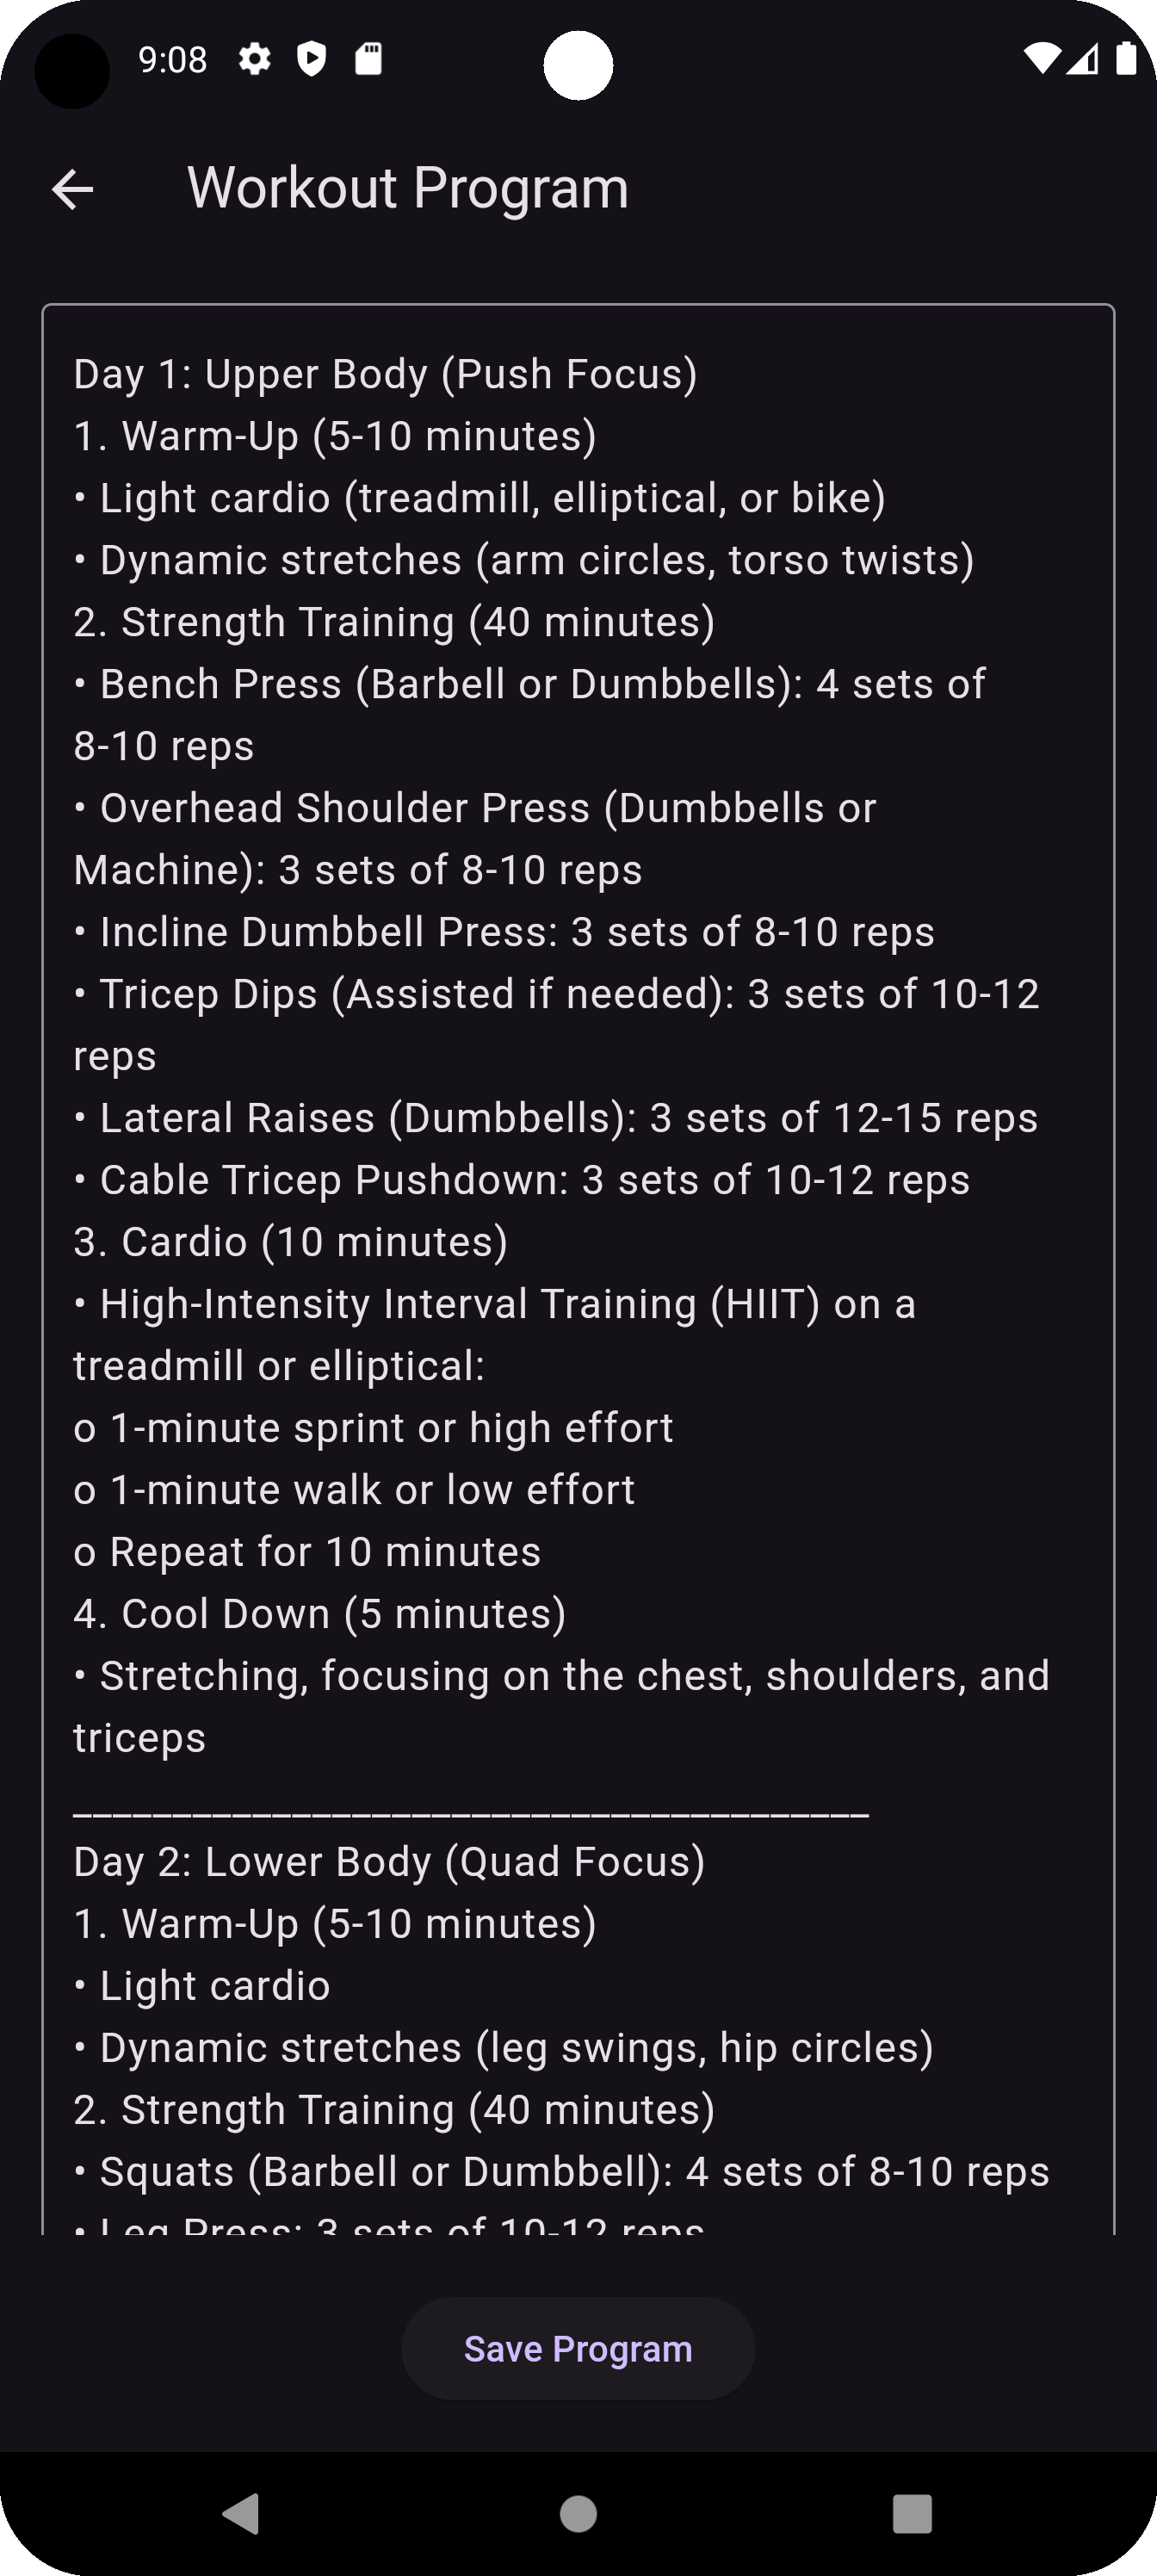 9:08
Workout Program
Day 1: Upper Body (Push Focus)
1. Warm-Up (5-10 minutes)
• Light cardio (treadmill, elliptical, or bike)
• Dynamic stretches (arm circles, torso twists)
2. Strength Training (40 minutes)
• Bench Press (Barbell or Dumbbells): 4 sets of
8-10 reps
• Overhead Shoulder Press (Dumbbells or
Machine): 3 sets of 8-10 reps
• Incline Dumbbell Press: 3 sets of 8-10 reps
• Tricep Dips (Assisted if needed): 3 sets of 10-12
reps
• Lateral Raises (Dumbbells): 3 sets of 12-15 reps
• Cable Tricep Pushdown: 3 sets of 10-12 reps
3. Cardio (10 minutes)
• High-Intensity Interval Training (HIIT) on a
treadmill or elliptical:
o 1-minute sprint or high effort
o 1-minute walk or low effort
o Repeat for 10 minutes
4. Cool Down (5 minutes)
• Stretching, focusing on the chest, shoulders, and
triceps
________________________________________
Day 2: Lower Body (Quad Focus)
1. Warm-Up (5-10 minutes)
• Light cardio
• Dynamic stretches (leg swings, hip circles)
2. Strength Training (40 minutes)
• Squats (Barbell or Dumbbell): 4 sets of 8-10 reps
• Leg Press: 3 sets of 10-12 reps
Save Program